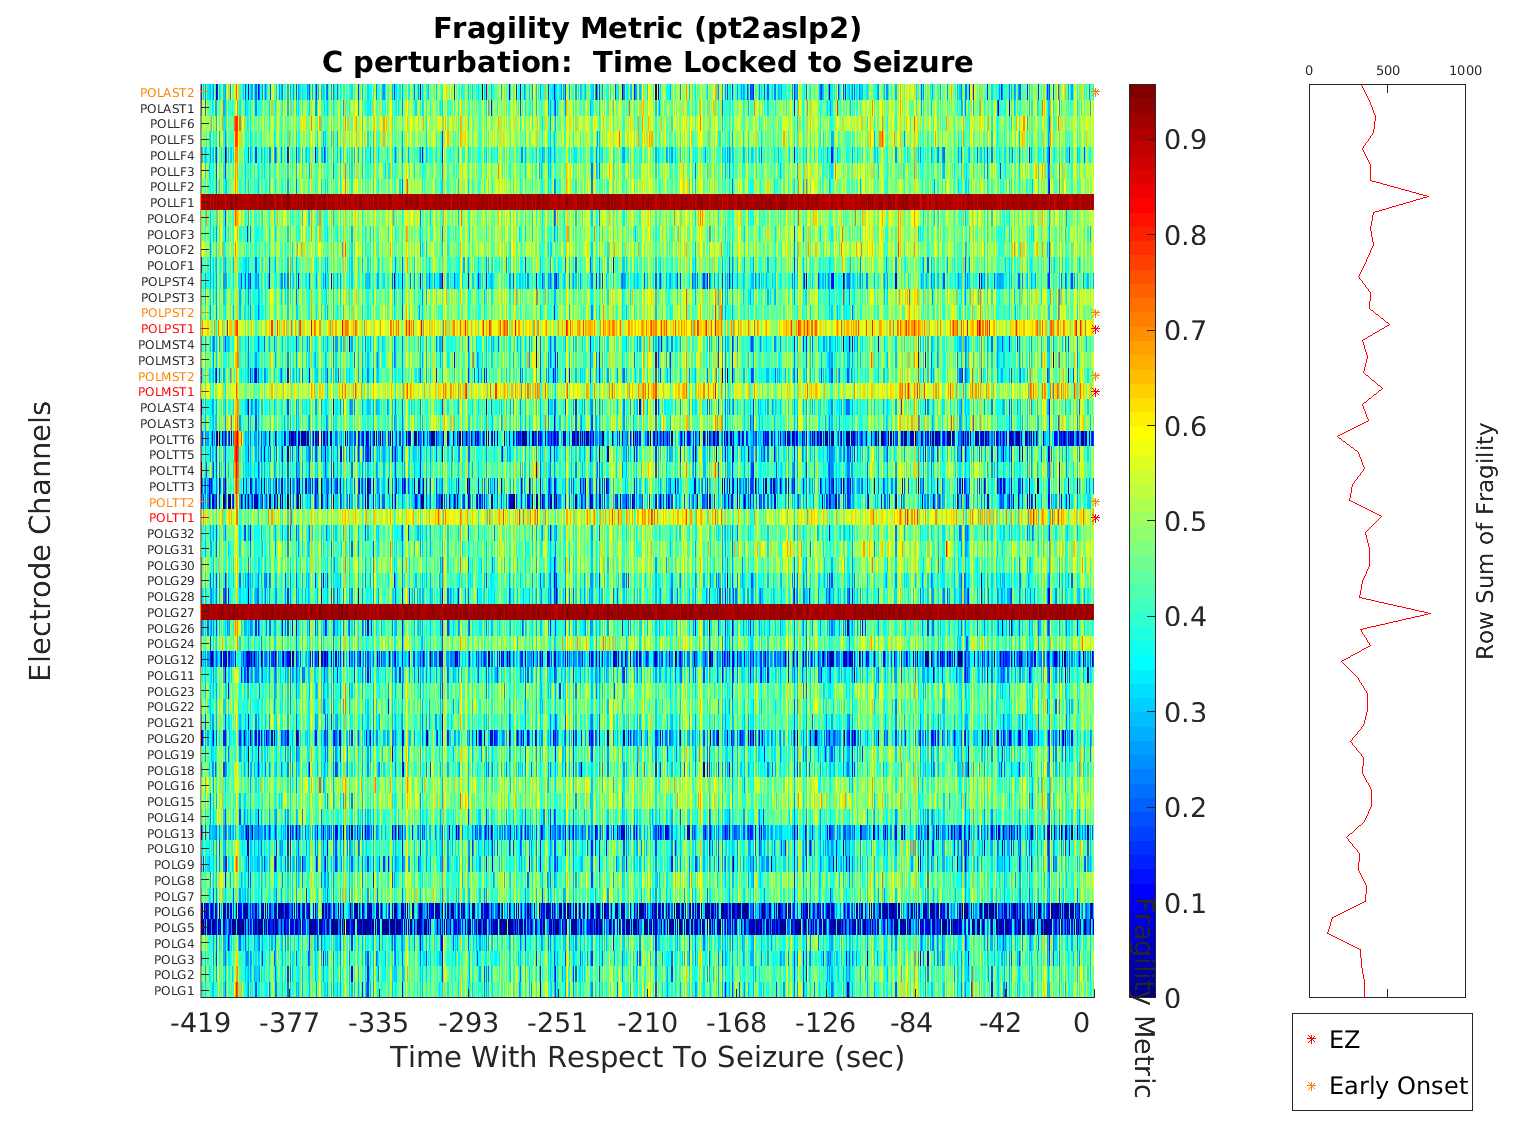 Fragility Metric (pt2aslp2)
C perturbation:  Time Locked to Seizure
Electrode Channels
POLAST2
POLAST1
POLLF6
POLLF5
POLLF4
POLLF3
POLLF2
POLLF1
POLOF4
POLOF3
POLOF2
POLOF1
POLPST4
POLPST3
POLPST2
POLPST1
POLMST4
POLMST3
POLMST2
POLMST1
POLAST4
POLAST3
POLTT6
POLTT5
POLTT4
POLTT3
POLTT2
POLTT1
POLG32
POLG31
POLG30
POLG29
POLG28
POLG27
POLG26
POLG24
POLG12
POLG11
POLG23
POLG22
POLG21
POLG20
POLG19
POLG18
POLG16
POLG15
POLG14
POLG13
POLG10
POLG9
POLG8
POLG7
POLG6
POLG5
POLG4
POLG3
POLG2
POLG1
-419 -377 -335 -293 -251 -210 -168 -126 -84 -42 0
Time With Respect To Seizure (sec)
0.9
0.8
0.7
0.6
0.5
0.4
0.3
0.2
0.1
0
Fragility Metric
0 500 1000
Row Sum of Fragility
EZ
Early Onset